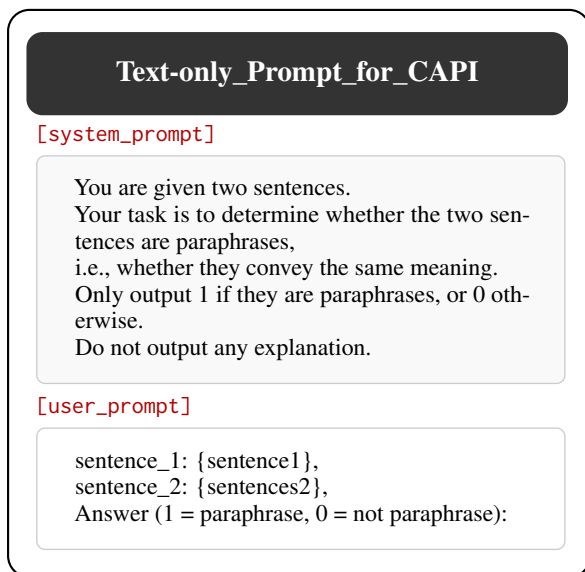 Text-only_Prompt_for_CAPI
[system_prompt]
You are given two sentences.
Your task is to determine whether the two sen-
tences are paraphrases,
i.e., whether they convey the same meaning.
Only output 1 if they are paraphrases, or 0 oth-
erwise.
Do not output any explanation.
[user_prompt]
sentence_1: {sentence1},
sentence_2: {sentences2},
Answer (1 = paraphrase, 0 = not paraphrase):